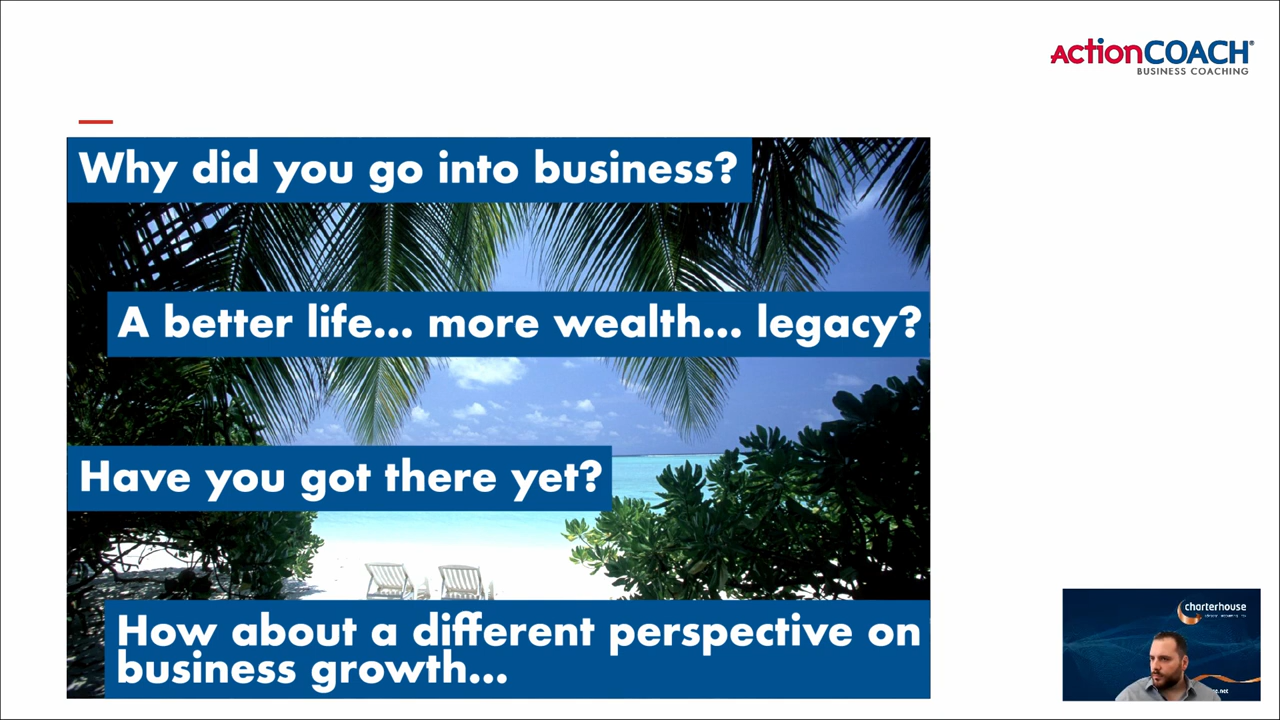 ActionCOACH®
BUSINESS COACHING
Why did you go into business?
A better life... more wealth... legacy?
Have you got there yet?
How about a different perspective on
business growth...
charterhouse